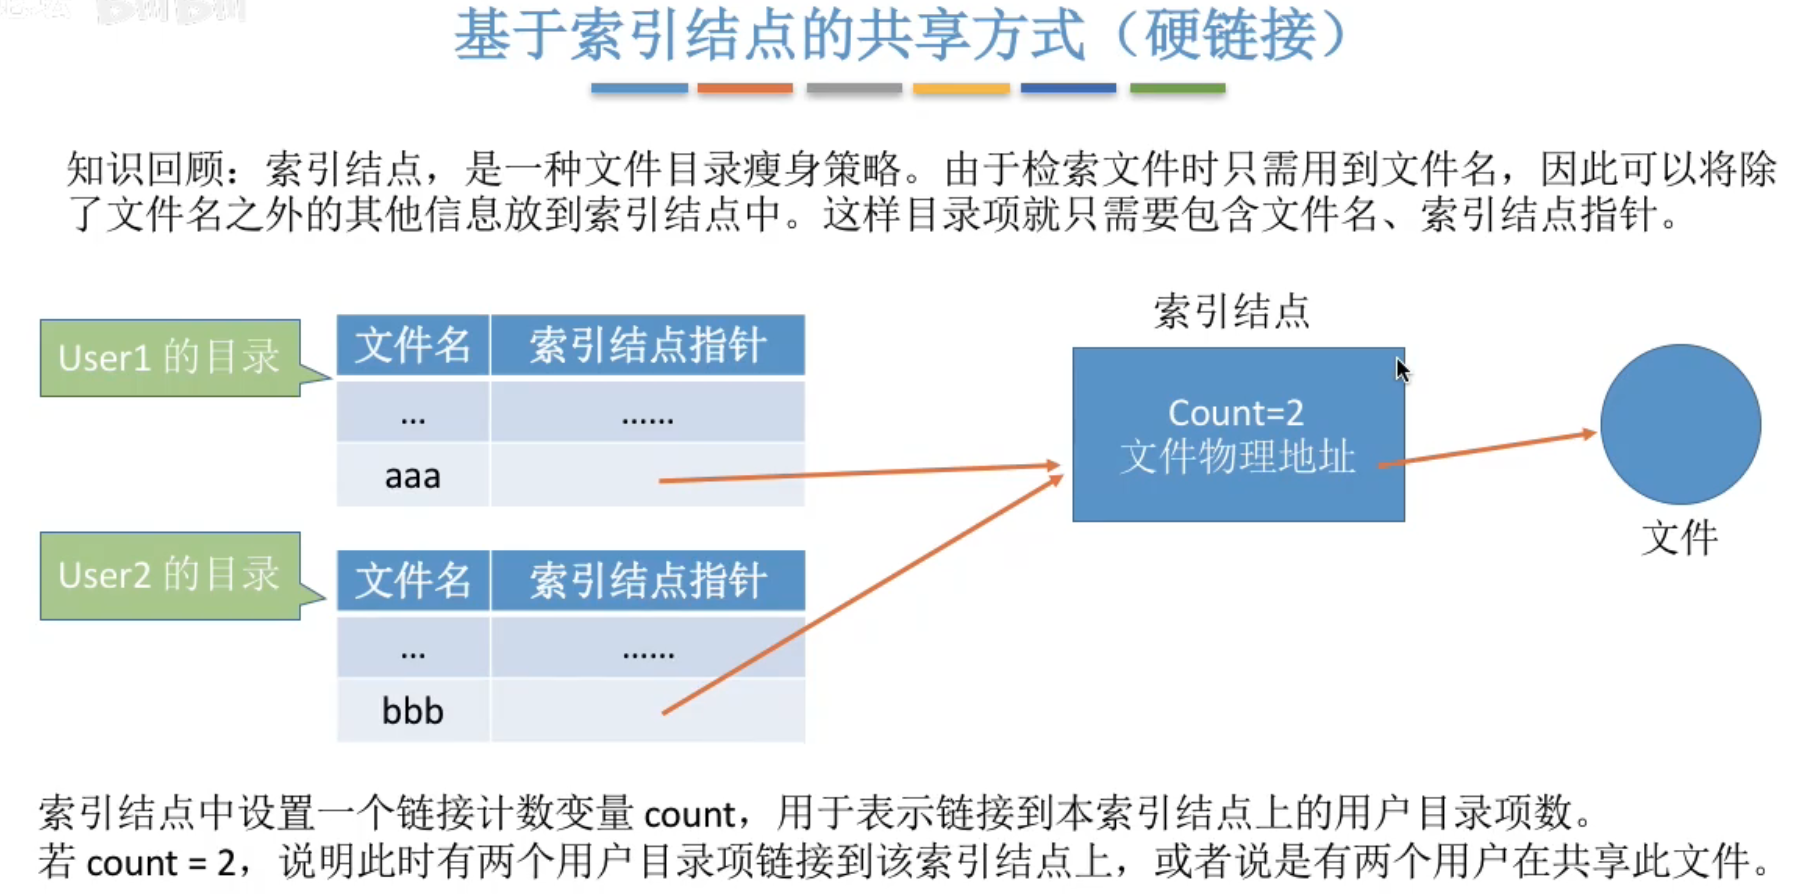 基于索引结点的共享方式（硬链接）
知识回顾：索引结点，是一种文件目录瘦身策略。由于检索文件时只需用到文件名，因此可以将除
了文件名之外的其他信息放到索引结点中。这样目录项就只需要包含文件名、索引结点指针。
User1 的目录
文件名 索引结点指针
... ......
aaa
User2 的目录
文件名 索引结点指针
... ......
bbb
索引结点
Count=2
文件物理地址
文件
索引结点中设置一个链接计数变量 count，用于表示链接到本索引结点上的用户目录项数。
若 count = 2，说明此时有两个用户目录项链接到该索引结点上，或者说是有两个用户在共享此文件。